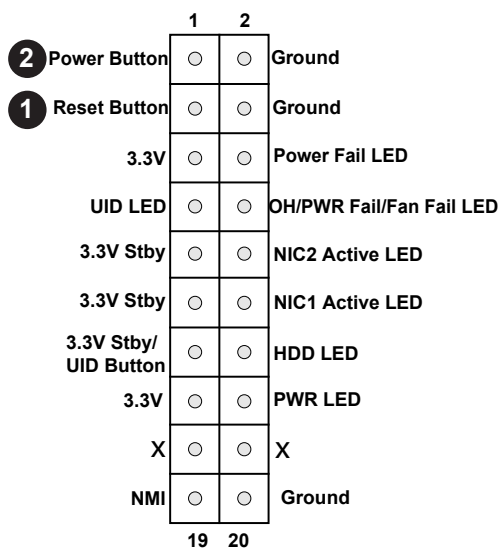 1 2
2 Power Button Ground
1 Reset Button Ground
3.3V Power Fail LED
UID LED OH/PWR Fail/Fan Fail LED
3.3V Stby NIC2 Active LED
3.3V Stby NIC1 Active LED
3.3V Stby/
UID Button HDD LED
3.3V PWR LED
X X
NMI Ground
19 20